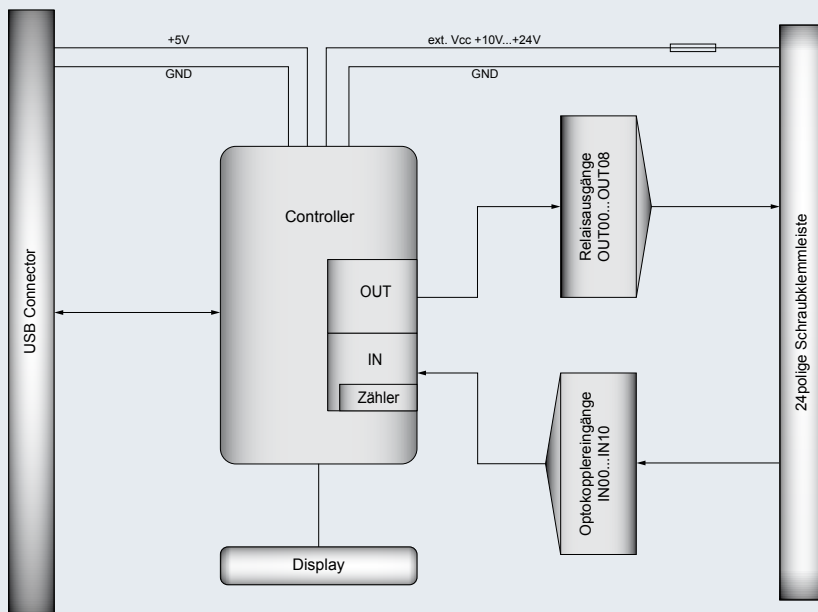 +5V
GND
ext. Vcc +10V...+24V
GND
USB Connector
Controller
OUT
IN
Zähler
Display
Relaisausgänge
OUT00...OUT08
Optokopplereingänge
IN00...IN10
24polige Schraubklemmleiste